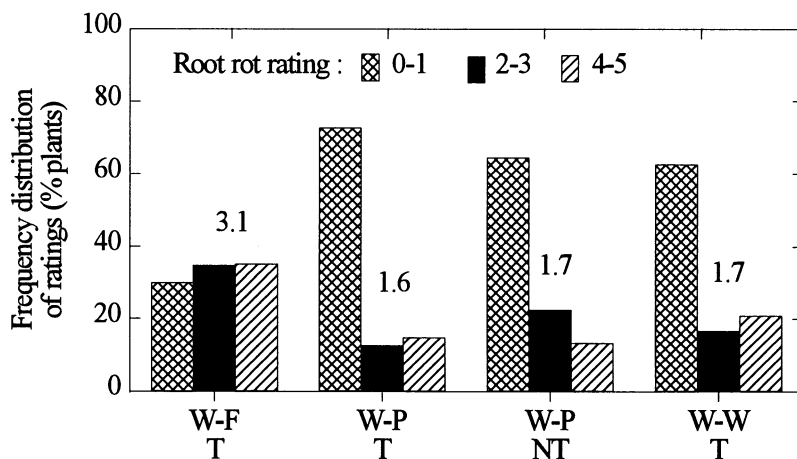 100
80
60
40
20
0
Frequency distribution
of ratings (% plants)
Root rot rating : 0-1 2-3 4-5
3.1
1.6
1.7
1.7
W-F W-P W-P W-W
T T NT T